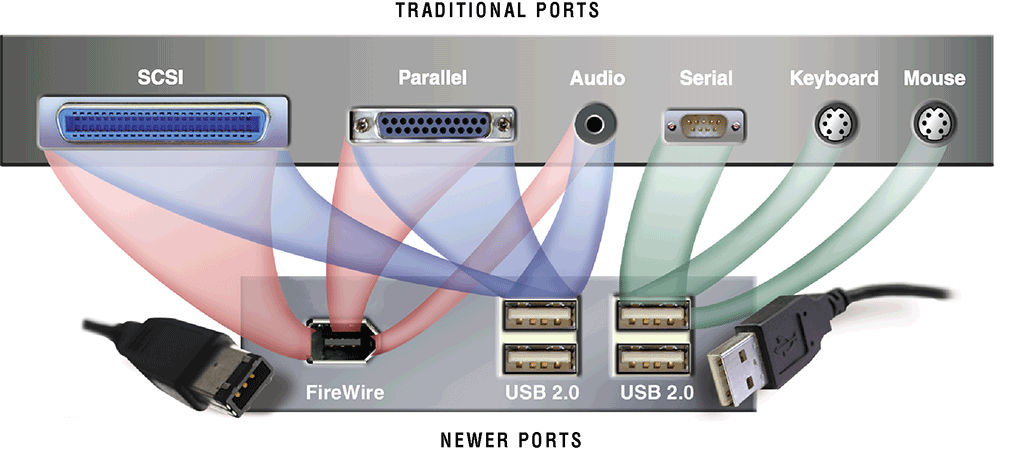 TRADITIONAL PORTS
SCSI Parallel Audio Serial Keyboard Mouse
FireWire USB 2.0 USB 2.0
NEWER PORTS